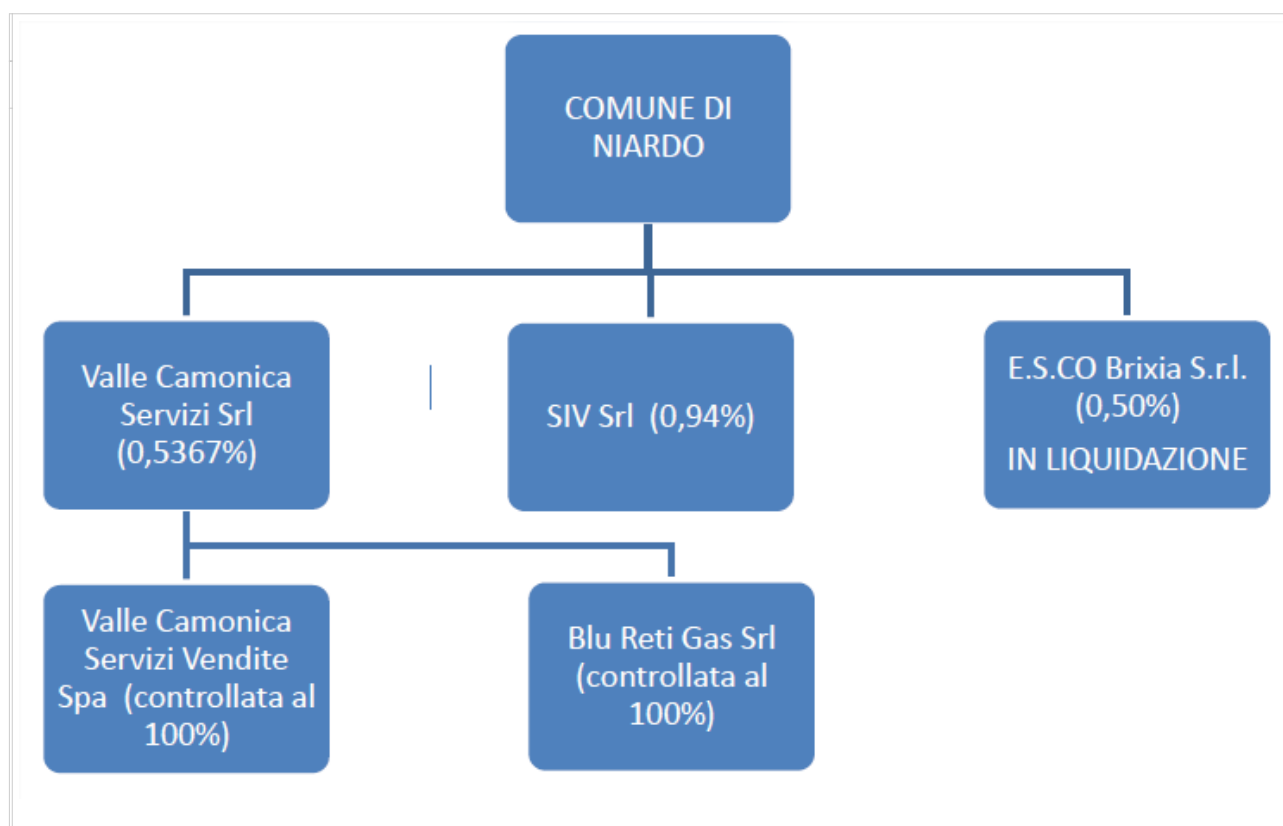 COMUNE DI
NIARDO
Valle Camonica
Servizi Srl
(0,5367%)
SIV Srl (0,94%)
E.S.CO Brixia S.r.l.
(0,50%)
IN LIQUIDAZIONE
Valle Camonica
Servizi Vendite
Spa (controllata al
100%)
Blu Reti Gas Srl
(controllata al
100%)